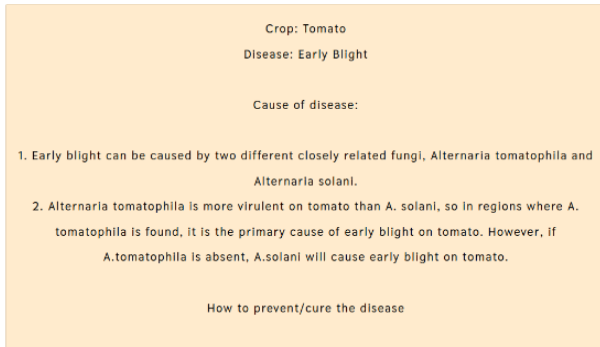 Crop: Tomato
Disease: Early Blight
Cause of disease:
1. Early blight can be caused by two different closely related fungi, Alternaria tomatophila and
Alternaria solani.
2. Alternaria tomatophila is more virulent on tomato than A. solani, so in regions where A.
tomatophila is found, it is the primary cause of early blight on tomato. However, if
A.tomatophila is absent, A.solani will cause early blight on tomato.
How to prevent/cure the disease